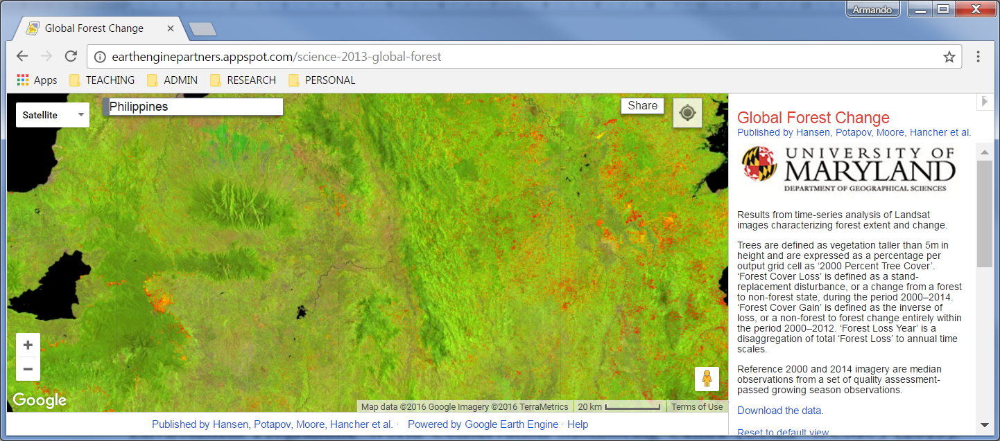 Armando
Global Forest Change
earthenginepartners.appspot.com/science-2013-global-forest
Apps TEACHING ADMIN RESEARCH PERSONAL
Satellite
Philippines
Share
Google
Map data ©2016 Google Imagery ©2016 TerraMetrics 20 km Terms of Use
Published by Hansen, Potapov, Moore, Hancher et al. · Powered by Google Earth Engine · Help
Global Forest Change
Published by Hansen, Potapov, Moore, Hancher et al.
UNIVERSITY OF
MARYLAND
DEPARTMENT OF GEOGRAPHICAL SCIENCES
Results from time-series analysis of Landsat
images characterizing forest extent and change.
Trees are defined as vegetation taller than 5m in
height and are expressed as a percentage per
output grid cell as ‘2000 Percent Tree Cover’.
‘Forest Cover Loss’ is defined as a stand-
replacement disturbance, or a change from a forest
to non-forest state, during the period 2000–2014.
‘Forest Cover Gain’ is defined as the inverse of
loss, or a non-forest to forest change entirely within
the period 2000–2012. ‘Forest Loss Year’ is a
disaggregation of total ‘Forest Loss’ to annual time
scales.
Reference 2000 and 2014 imagery are median
observations from a set of quality assessment-
passed growing season observations.
Download the data.
Reset to default view